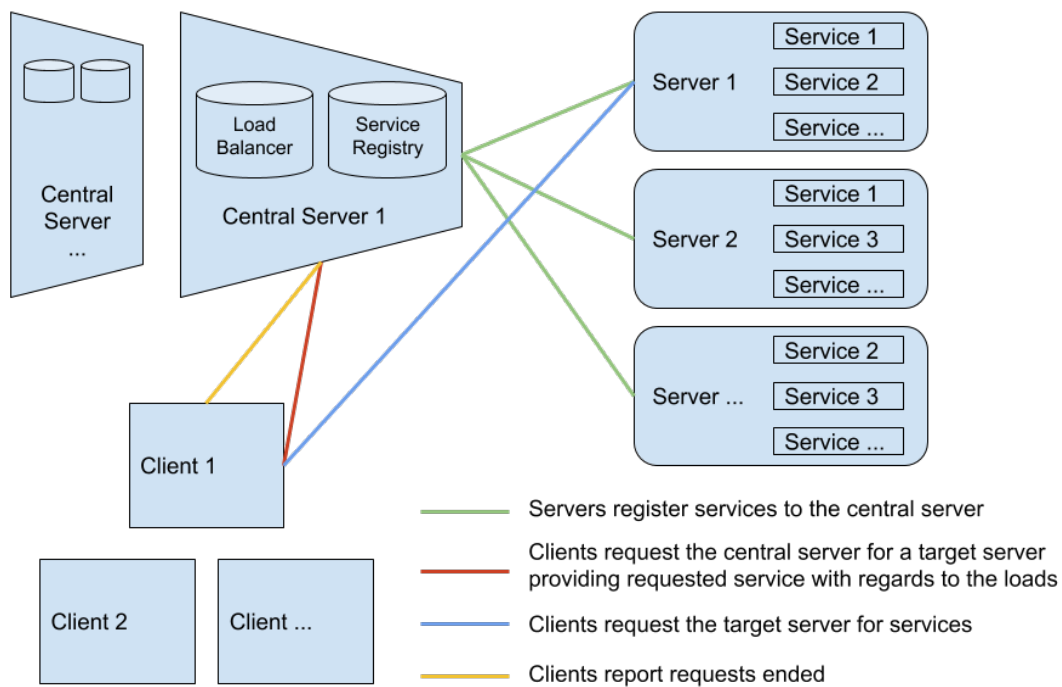 Central
Server
...
Load
Balancer
Service
Registry
Central Server 1
Server 1
Service 1
Service 2
Service ...
Server 2
Service 1
Service 3
Service ...
Server ...
Service 2
Service 3
Service ...
Client 1
Client 2
Client ...
Servers register services to the central server
Clients request the central server for a target server
providing requested service with regards to the loads
Clients request the target server for services
Clients report requests ended